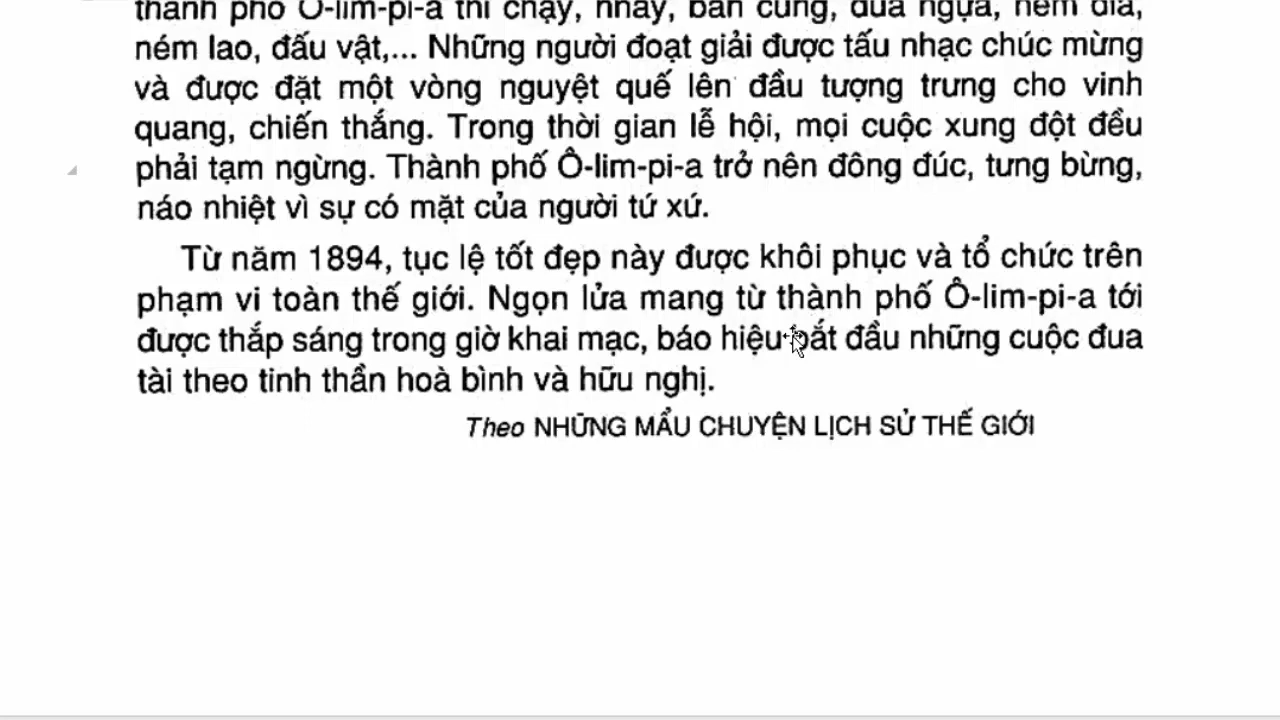 thành phố Ô-lim-pi-a thi chạy, nhảy, bắn cung, đua ngựa, ném đĩa,
ném lao, đấu vật,... Những người đoạt giải được tấu nhạc chúc mừng
và được đặt một vòng nguyệt quế lên đầu tượng trưng cho vinh
quang, chiến thắng. Trong thời gian lễ hội, mọi cuộc xung đột đều
phải tạm ngừng. Thành phố Ô-lim-pi-a trở nên đông đúc, tưng bừng,
náo nhiệt vì sự có mặt của người tứ xứ.
Từ năm 1894, tục lệ tốt đẹp này được khôi phục và tổ chức trên
phạm vi toàn thế giới. Ngọn lửa mang từ thành phố Ô-lim-pi-a tới
được thắp sáng trong giờ khai mạc, báo hiệu bắt đầu những cuộc đua
tài theo tinh thần hoà bình và hữu nghị.
Theo NHỮNG MẨU CHUYỆN LỊCH SỬ THẾ GIỚI